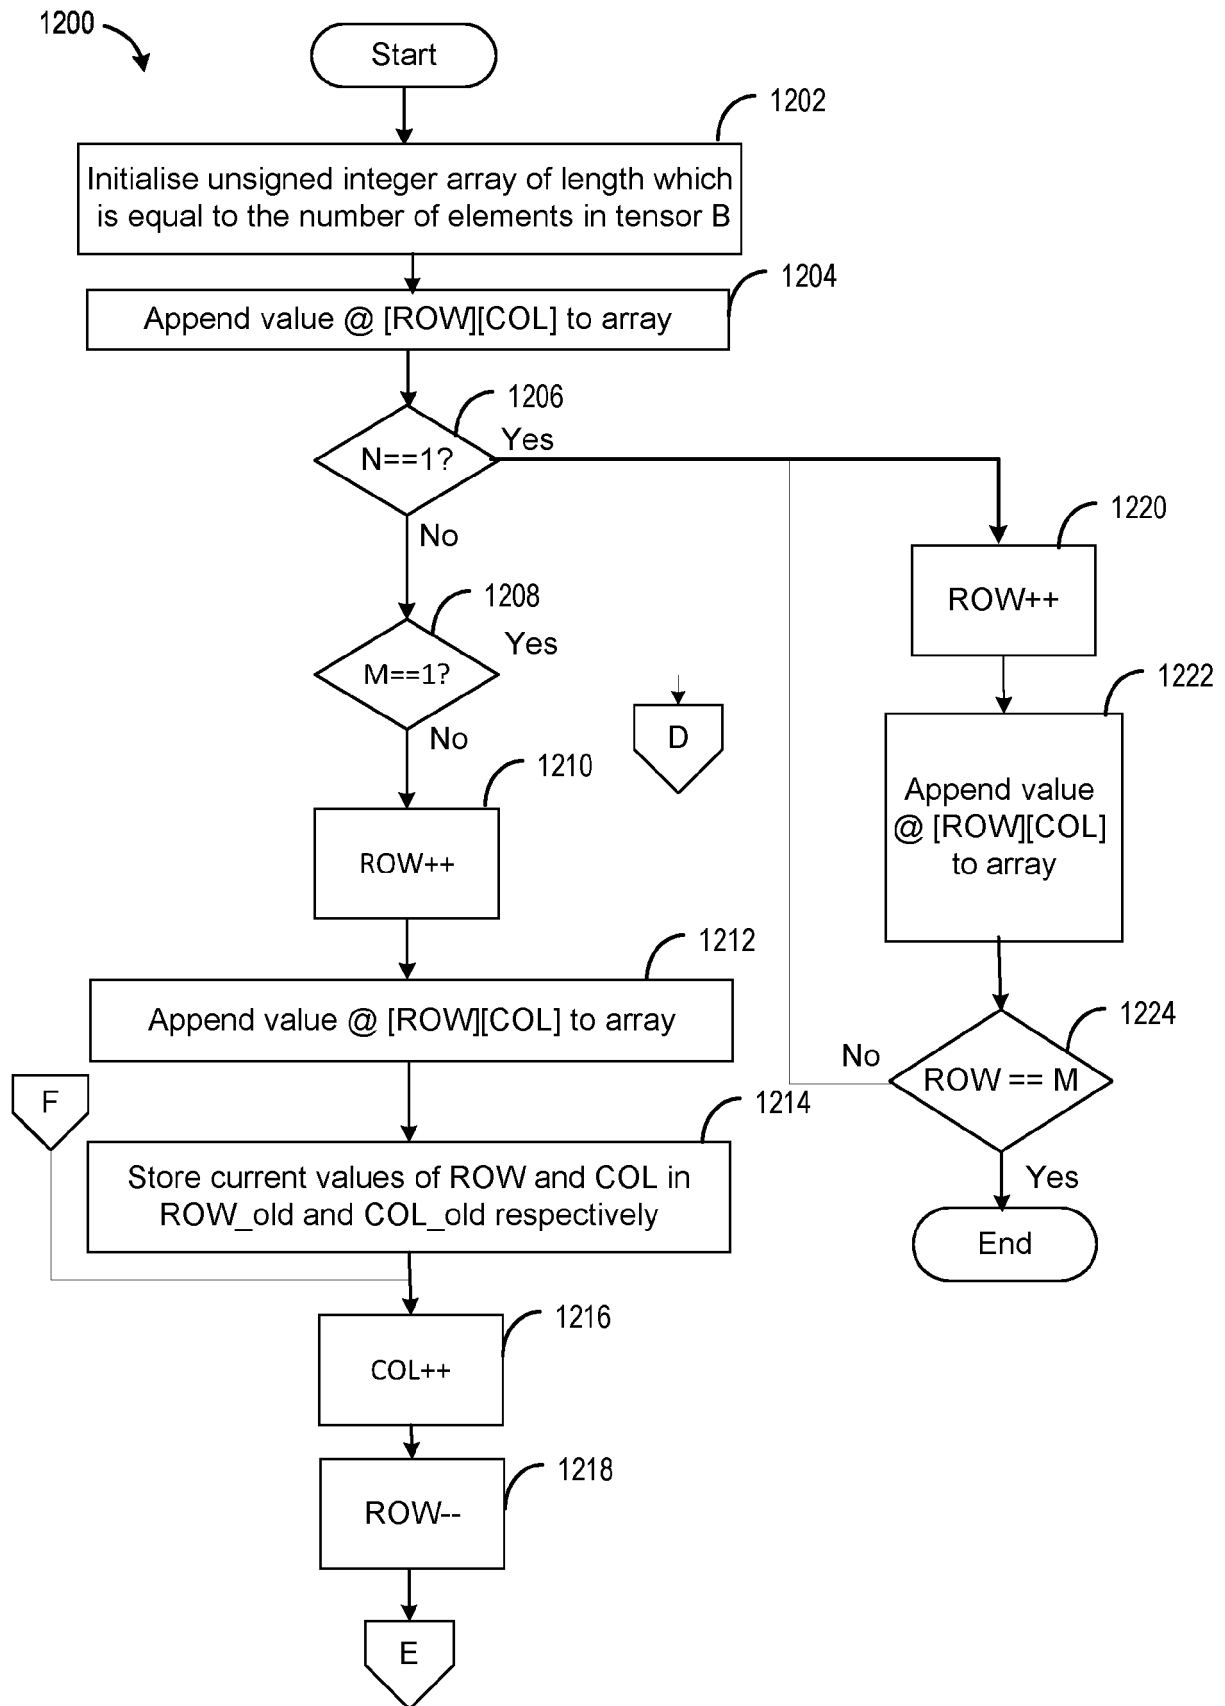 1200
Start
1202
Initialise unsigned integer array of length which
is equal to the number of elements in tensor B
1204
Append value @ [ROW][COL] to array
1206
N==1?
Yes
No
1208
M==1?
Yes
No
D
1210
ROW++
1212
Append value @ [ROW][COL] to array
F
1214
Store current values of ROW and COL in
ROW_old and COL_old respectively
1216
COL++
1218
ROW--
E
1220
ROW++
1222
Append value
@ [ROW][COL]
to array
1224
ROW == M
No
Yes
End